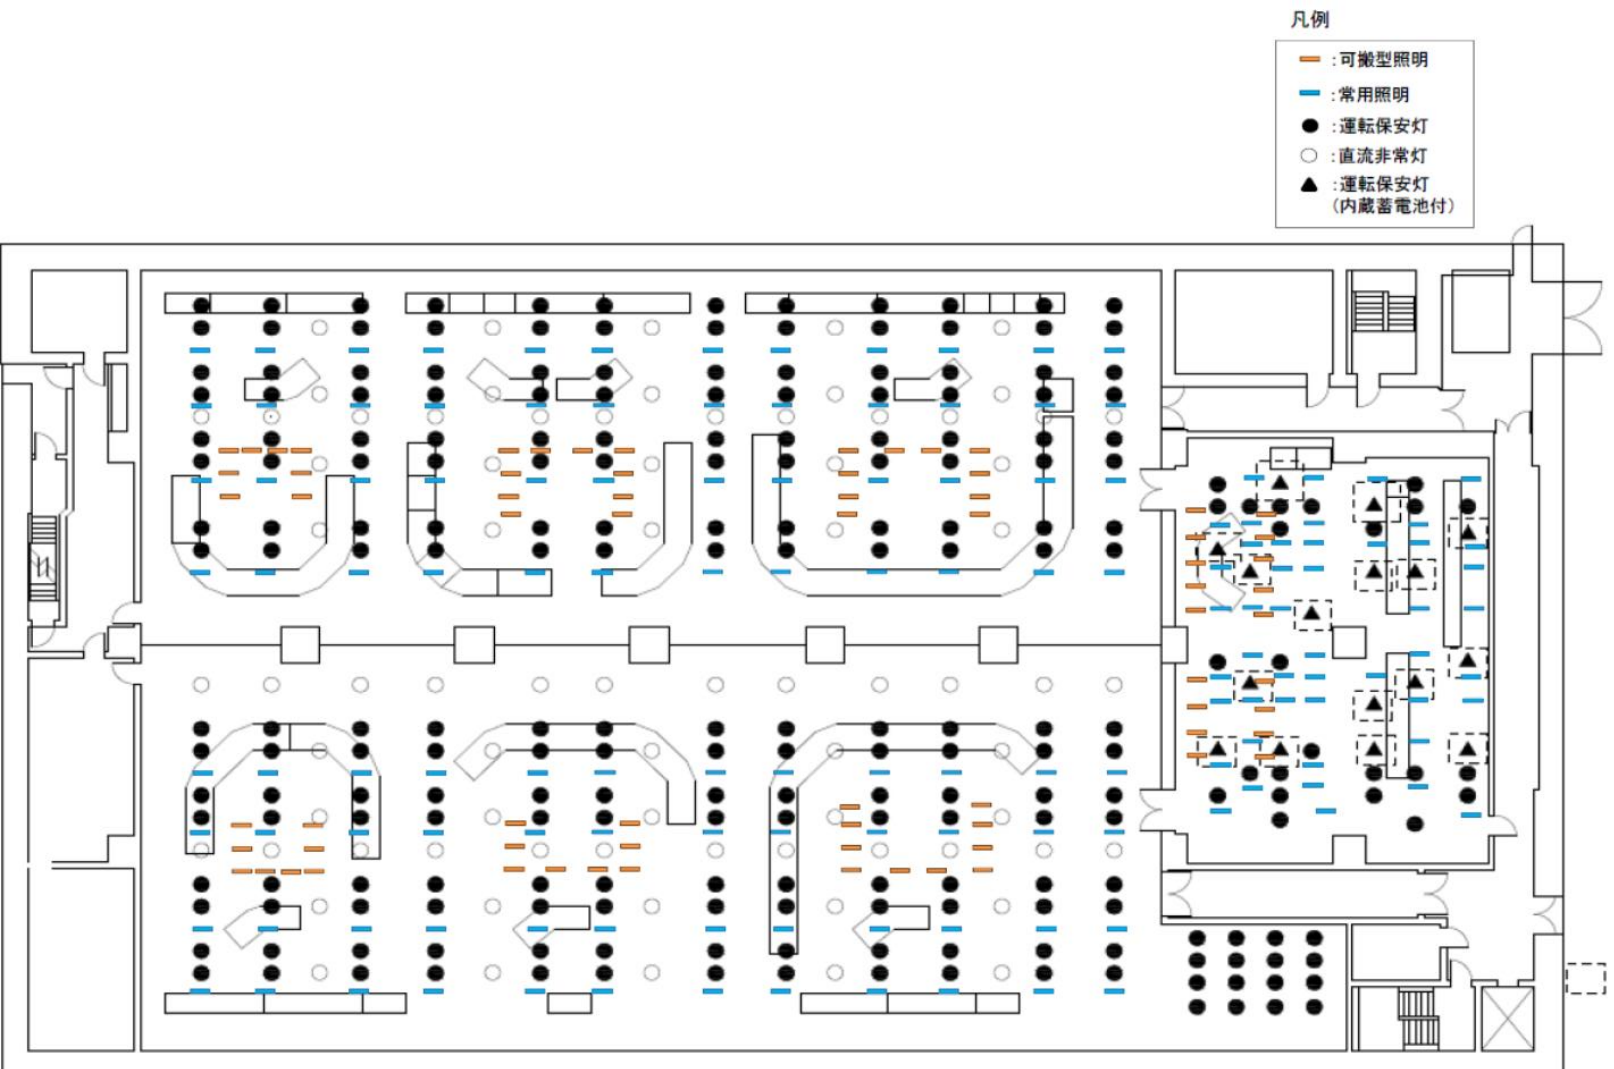 凡例
:可搬型照明
:常用照明
:運転保安灯
:直流非常灯
:運転保安灯
(内蔵蓄電池付)